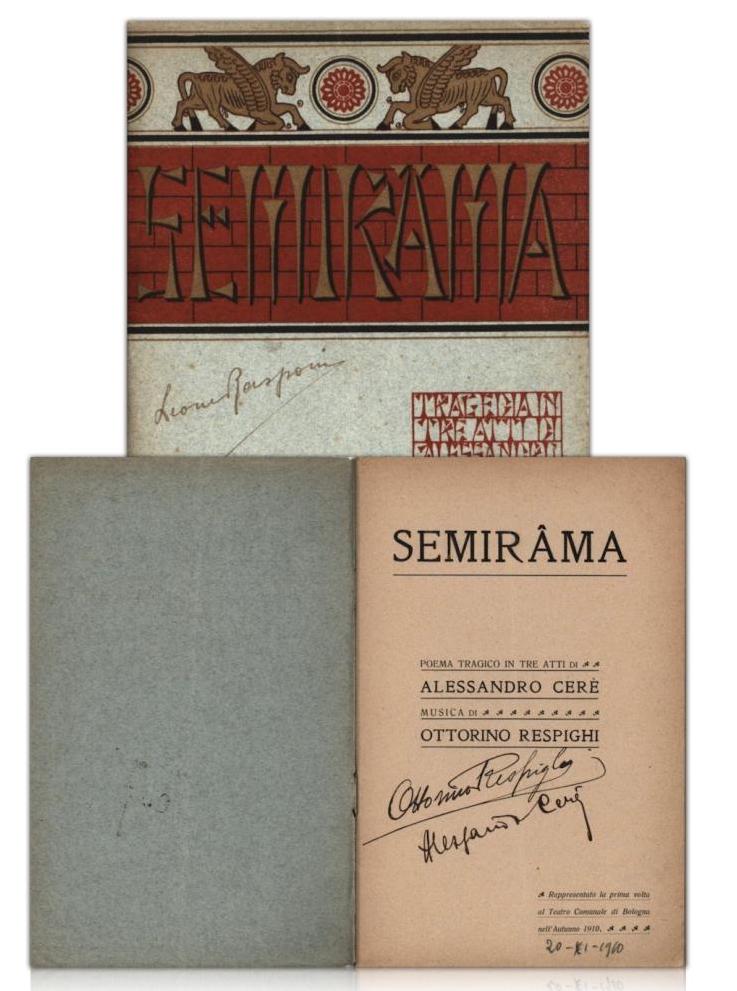 SEMIRAMA
Leone Rasponi
TRAGEDIA IN
TRE ATTI DI
ALESSANDRO
SEMIRÂMA
POEMA TRAGICO IN TRE ATTI DI
ALESSANDRO CERÈ
MUSICA DI
OTTORINO RESPIGHI
Ottorino Respighi
Alessandro Cerè
Rappresentato la prima volta
al Teatro Comunale di Bologna
nell'Autunno 1910.
20-XI-1910